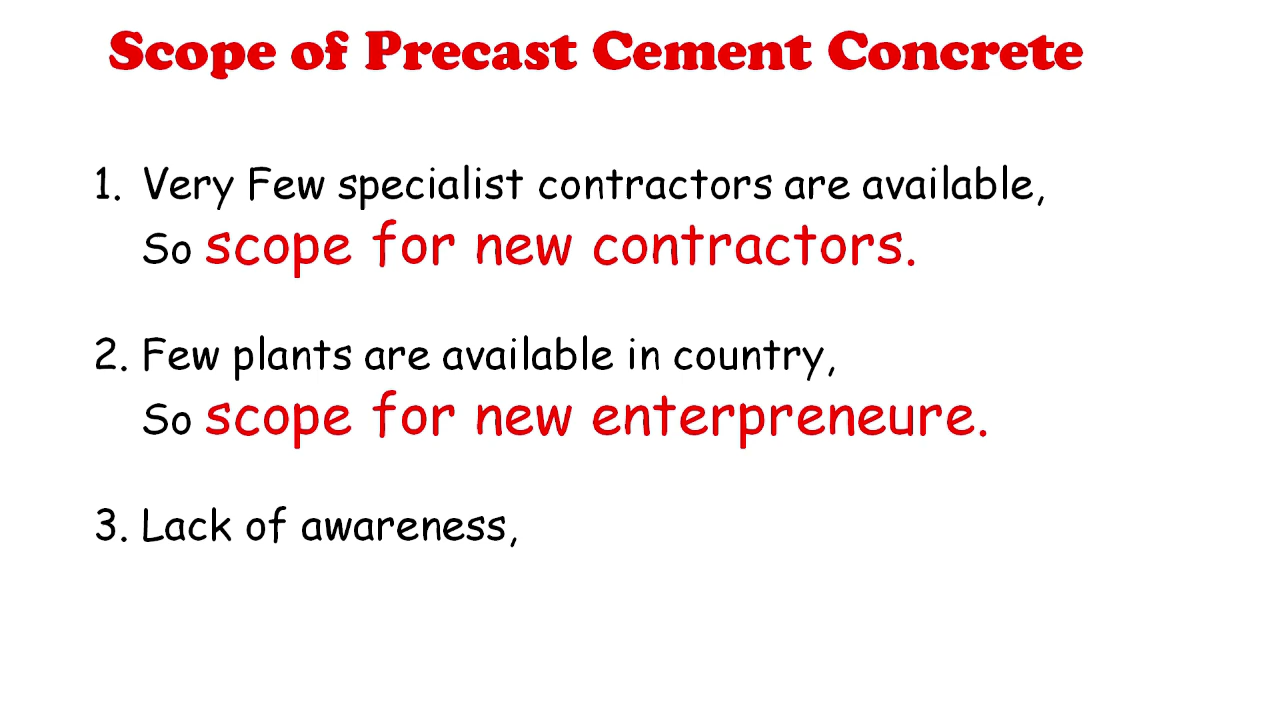 Scope of Precast Cement Concrete
1. Very Few specialist contractors are available,
So scope for new contractors.
2. Few plants are available in country,
So scope for new enterpreneure.
3. Lack of awareness,